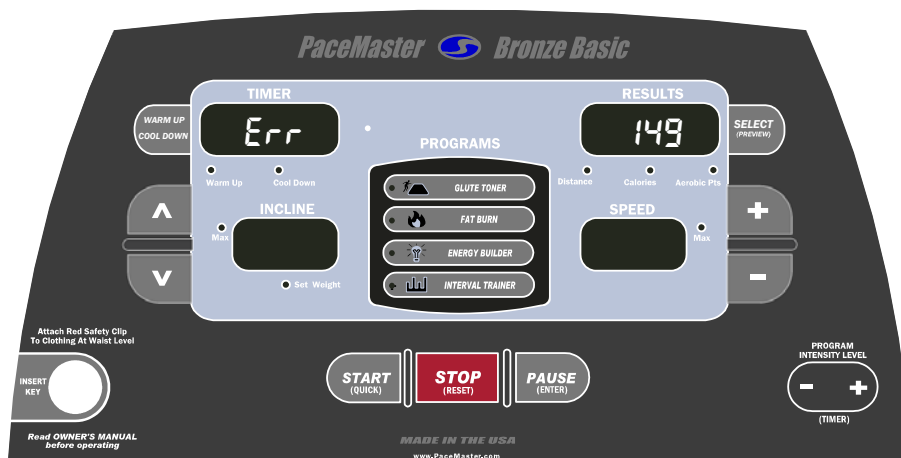 PaceMaster Bronze Basic
TIMER
RESULTS
WARM UP
COOL DOWN
Err
149
SELECT
(PREVIEW)
PROGRAMS
Warm Up
Cool Down
Distance
Calories
Aerobic Pts
GLUTE TONER
FAT BURN
ENERGY BUILDER
INTERVAL TRAINER
INCLINE
Max
Set Weight
SPEED
Max
Attach Red Safety Clip
To Clothing At Waist Level
INSERT
KEY
Read OWNER'S MANUAL
before operating
START
(QUICK)
STOP
(RESET)
PAUSE
(ENTER)
PROGRAM
INTENSITY LEVEL
- +
(TIMER)
MADE IN THE USA
www.PaceMaster.com